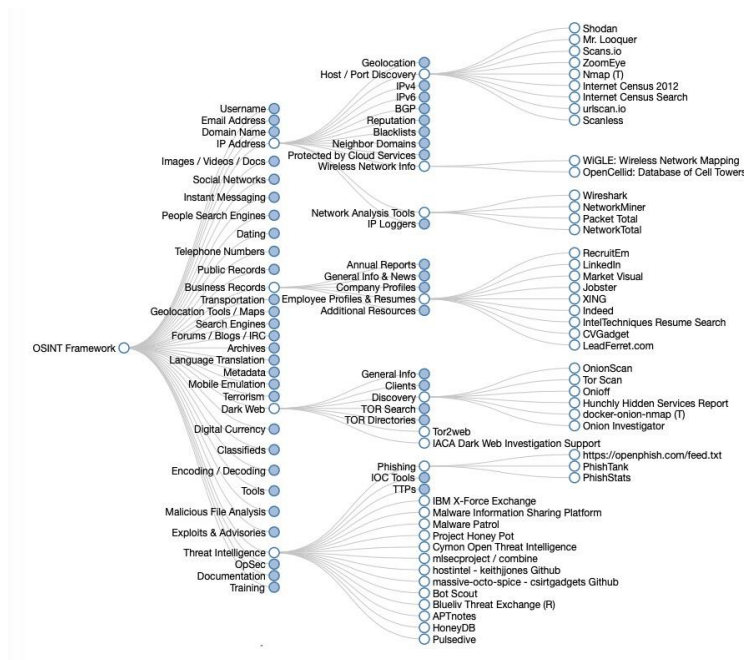 OSINT Framework
Username
Email Address
Domain Name
IP Address
Images / Videos / Docs
Social Networks
Instant Messaging
People Search Engines
Dating
Telephone Numbers
Public Records
Business Records
Transportation
Geolocation Tools / Maps
Search Engines
Forums / Blogs / IRC
Archives
Language Translation
Metadata
Mobile Emulation
Terrorism
Dark Web
Digital Currency
Classifieds
Encoding / Decoding
Tools
Malicious File Analysis
Exploits & Advisories
Threat Intelligence
OpSec
Documentation
Training
Geolocation
Host / Port Discovery
IPv4
IPv6
BGP
Reputation
Blacklists
Neighbor Domains
Protected by Cloud Services
Wireless Network Info
Network Analysis Tools
IP Loggers
Annual Reports
General Info & News
Company Profiles
Employee Profiles & Resumes
Additional Resources
General Info
Clients
Discovery
TOR Search
TOR Directories
Tor2web
IACA Dark Web Investigation Support
Phishing
IOC Tools
TTPs
IBM X-Force Exchange
Malware Information Sharing Platform
Malware Patrol
Project Honey Pot
Cymon Open Threat Intelligence
mlsecproject / combine
hostintel - keithjjones Github
massive-octo-spice - csirtgadgets Github
Bot Scout
Blueliv Threat Exchange (R)
APTnotes
HoneyDB
Pulsedive
Shodan
Mr. Looquer
Scans.io
ZoomEye
Nmap (T)
Internet Census 2012
Internet Census Search
urlscan.io
Scanless
WiGLE: Wireless Network Mapping
OpenCellid: Database of Cell Towers
Wireshark
NetworkMiner
Packet Total
NetworkTotal
RecruitEm
LinkedIn
Market Visual
Jobster
XING
Indeed
IntelTechniques Resume Search
CVGadget
LeadFerret.com
OnionScan
Tor Scan
Onioff
Hunchly Hidden Services Report
docker-onion-nmap (T)
Onion Investigator
https://openphish.com/feed.txt
PhishTank
PhishStats